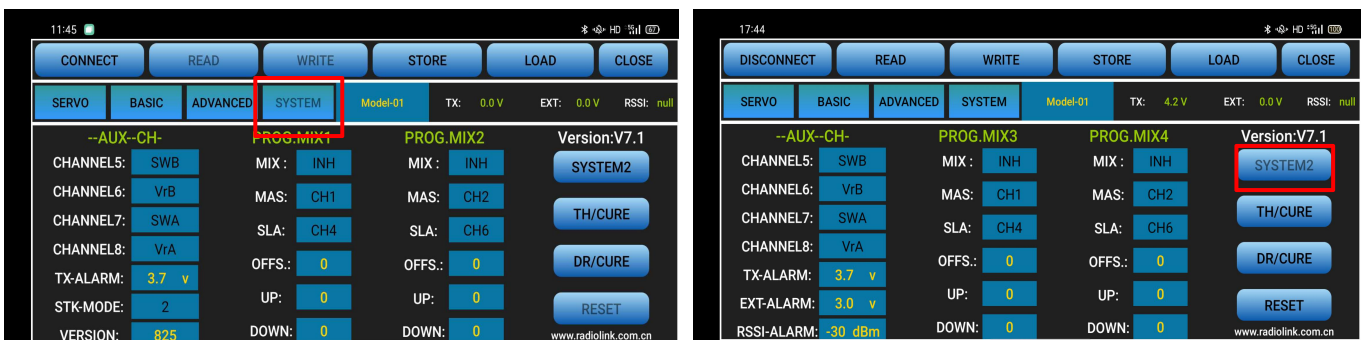 11:45 HD 5G 67
CONNECT READ WRITE STORE LOAD CLOSE
SERVO BASIC ADVANCED SYSTEM Model-01 TX: 0.0 V EXT: 0.0 V RSSI: null
--AUX--CH- PROG.MIX1 PROG.MIX2 Version:V7.1
CHANNEL5: SWB MIX : INH MIX : INH SYSTEM2
CHANNEL6: VrB MAS: CH1 MAS: CH2
CHANNEL7: SWA SLA: CH4 SLA: CH6 TH/CURE
CHANNEL8: VrA OFFS.: 0 OFFS.: 0 DR/CURE
TX-ALARM: 3.7 v
STK-MODE: 2 UP: 0 UP: 0 RESET
VERSION: 825 DOWN: 0 DOWN: 0 www.radiolink.com.cn
17:44 HD 5G 100
DISCONNECT READ WRITE STORE LOAD CLOSE
SERVO BASIC ADVANCED SYSTEM Model-01 TX: 4.2 V EXT: 0.0 V RSSI: null
--AUX--CH- PROG.MIX3 PROG.MIX4 Version:V7.1
CHANNEL5: SWB MIX : INH MIX : INH SYSTEM2
CHANNEL6: VrB MAS: CH1 MAS: CH2
CHANNEL7: SWA SLA: CH4 SLA: CH6 TH/CURE
CHANNEL8: VrA OFFS.: 0 OFFS.: 0 DR/CURE
TX-ALARM: 3.7 v
EXT-ALARM: 3.0 v UP: 0 UP: 0 RESET
RSSI-ALARM: -30 dBm DOWN: 0 DOWN: 0 www.radiolink.com.cn